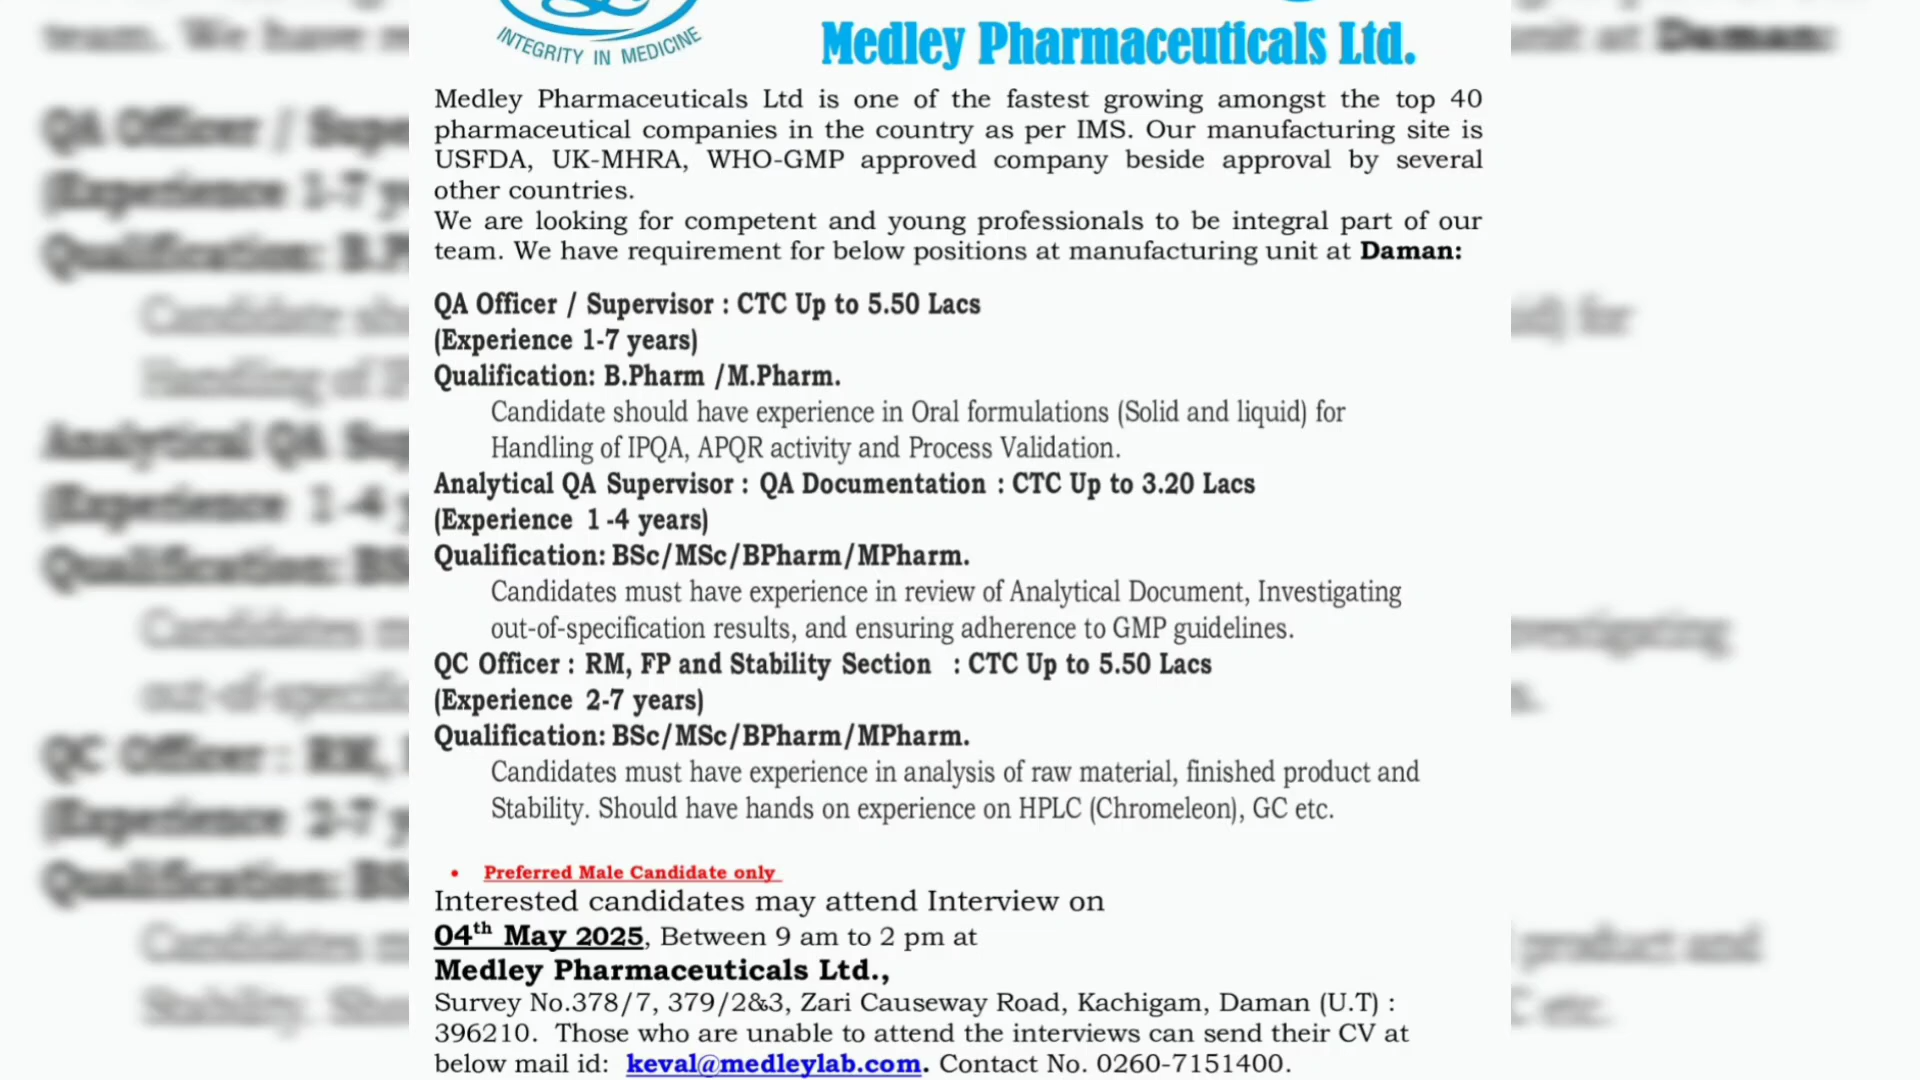 INTEGRITY IN MEDICINE
Medley Pharmaceuticals Ltd.
Medley Pharmaceuticals Ltd is one of the fastest growing amongst the top 40
pharmaceutical companies in the country as per IMS. Our manufacturing site is
USFDA, UK-MHRA, WHO-GMP approved company beside approval by several
other countries.
We are looking for competent and young professionals to be integral part of our
team. We have requirement for below positions at manufacturing unit at Daman:
QA Officer / Supervisor : CTC Up to 5.50 Lacs
(Experience 1-7 years)
Qualification: B.Pharm /M.Pharm.
Candidate should have experience in Oral formulations (Solid and liquid) for
Handling of IPQA, APQR activity and Process Validation.
Analytical QA Supervisor : QA Documentation : CTC Up to 3.20 Lacs
(Experience 1 -4 years)
Qualification: BSc/MSc/BPharm/MPharm.
Candidates must have experience in review of Analytical Document, Investigating
out-of-specification results, and ensuring adherence to GMP guidelines.
QC Officer : RM, FP and Stability Section : CTC Up to 5.50 Lacs
(Experience 2-7 years)
Qualification: BSc/MSc/BPharm/MPharm.
Candidates must have experience in analysis of raw material, finished product and
Stability. Should have hands on experience on HPLC (Chromeleon), GC etc.
• Preferred Male Candidate only
Interested candidates may attend Interview on
04th May 2025, Between 9 am to 2 pm at
Medley Pharmaceuticals Ltd.,
Survey No.378/7, 379/2&3, Zari Causeway Road, Kachigam, Daman (U.T) :
396210. Those who are unable to attend the interviews can send their CV at
below mail id: keval@medleylab.com. Contact No. 0260-7151400.